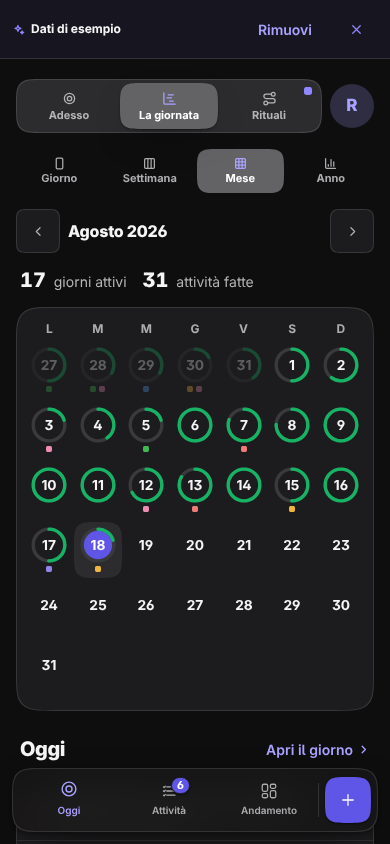 Dati di esempio
Rimuovi
Adesso
La giornata
Rituali
R
Giorno
Settimana
Mese
Anno
Agosto 2026
17 giorni attivi 31 attività fatte
L M M G V S D
27 28 29 30 31 1 2
3 4 5 6 7 8 9
10 11 12 13 14 15 16
17 18 19 20 21 22 23
24 25 26 27 28 29 30
31
Oggi
Apri il giorno
6
Oggi
Attività
Andamento